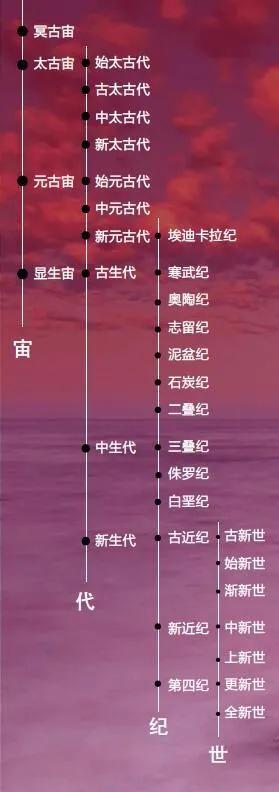 冥古宙
太古宙 始太古代
古太古代
中太古代
新太古代
元古宙 始元古代
中元古代
新元古代 埃迪卡拉纪
显生宙 古生代 寒武纪
奥陶纪
志留纪
泥盆纪
石炭纪
二叠纪
宙
中生代 三叠纪
侏罗纪
白垩纪
新生代 古近纪 古新世
始新世
渐新世
代
新近纪 中新世
上新世
第四纪 更新世
全新世
纪
世